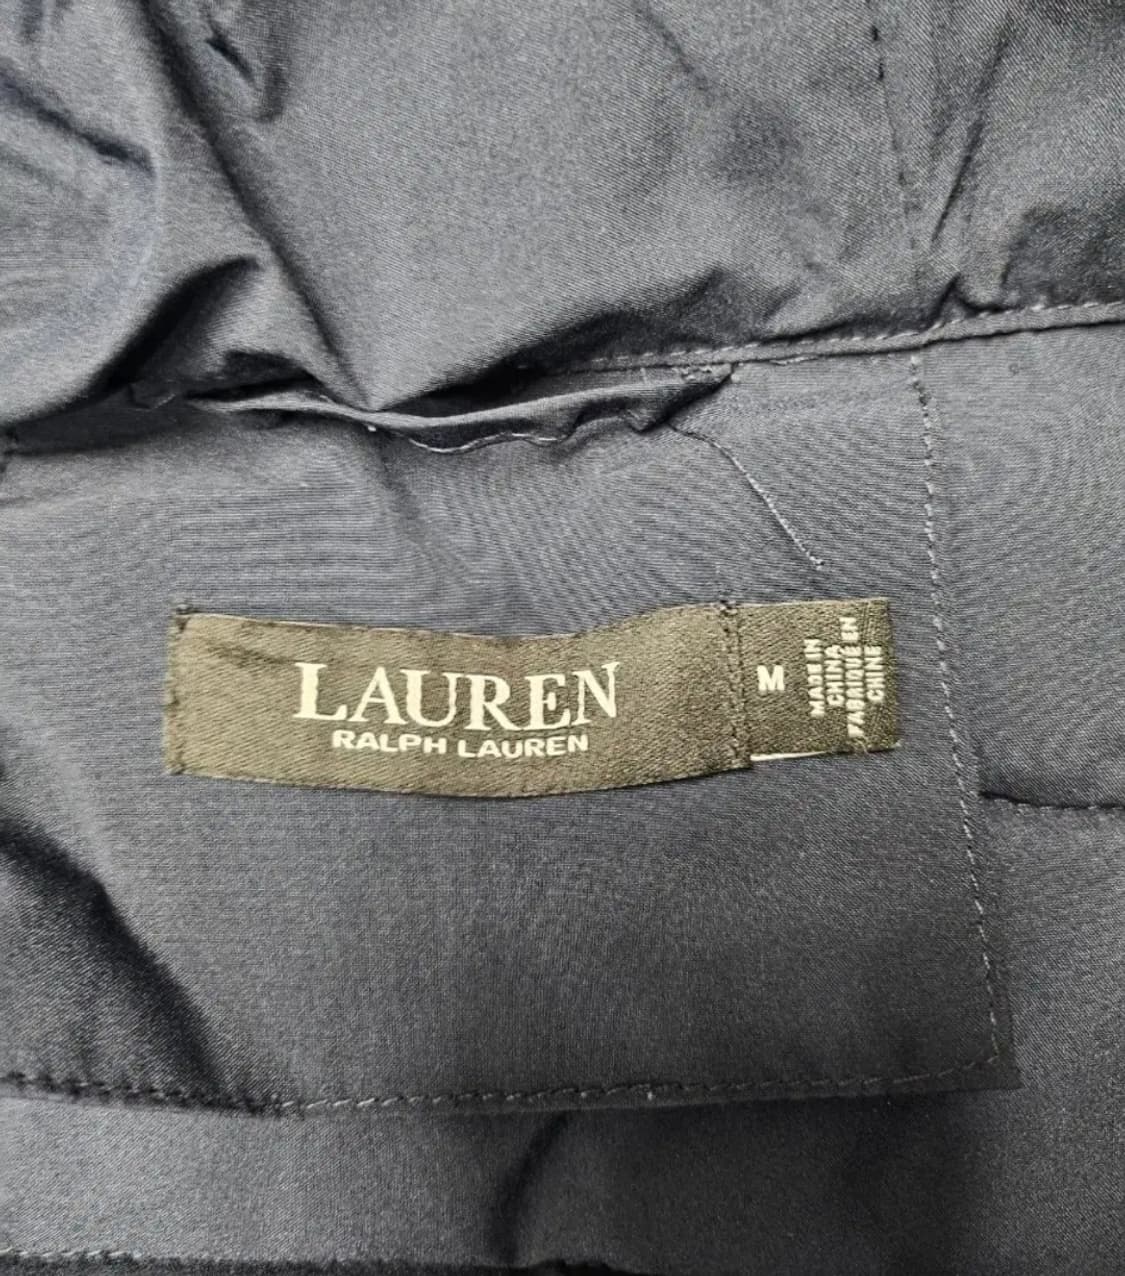 LAUREN
RALPH LAUREN
M
MADE IN
CHINA
FABRIQUÉ EN
CHINE